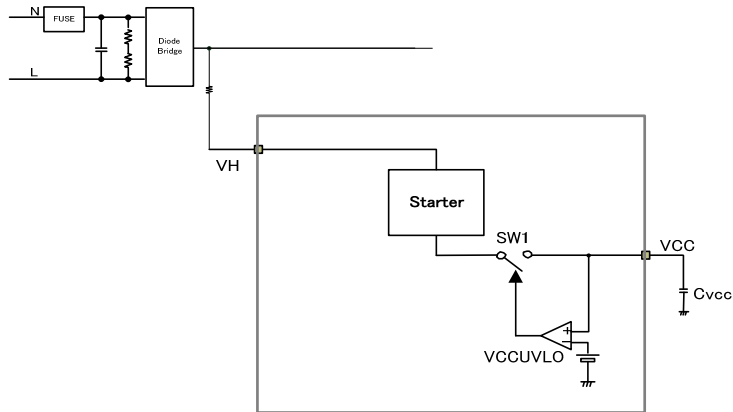 N
FUSE
Diode
Bridge
L
VH
Starter
SW1
VCC
Cvcc
+
−
VCCUVLO